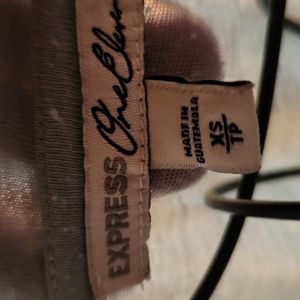 One Eleven
EXPRESS
MADE IN
GUATEMALA
XS
TP